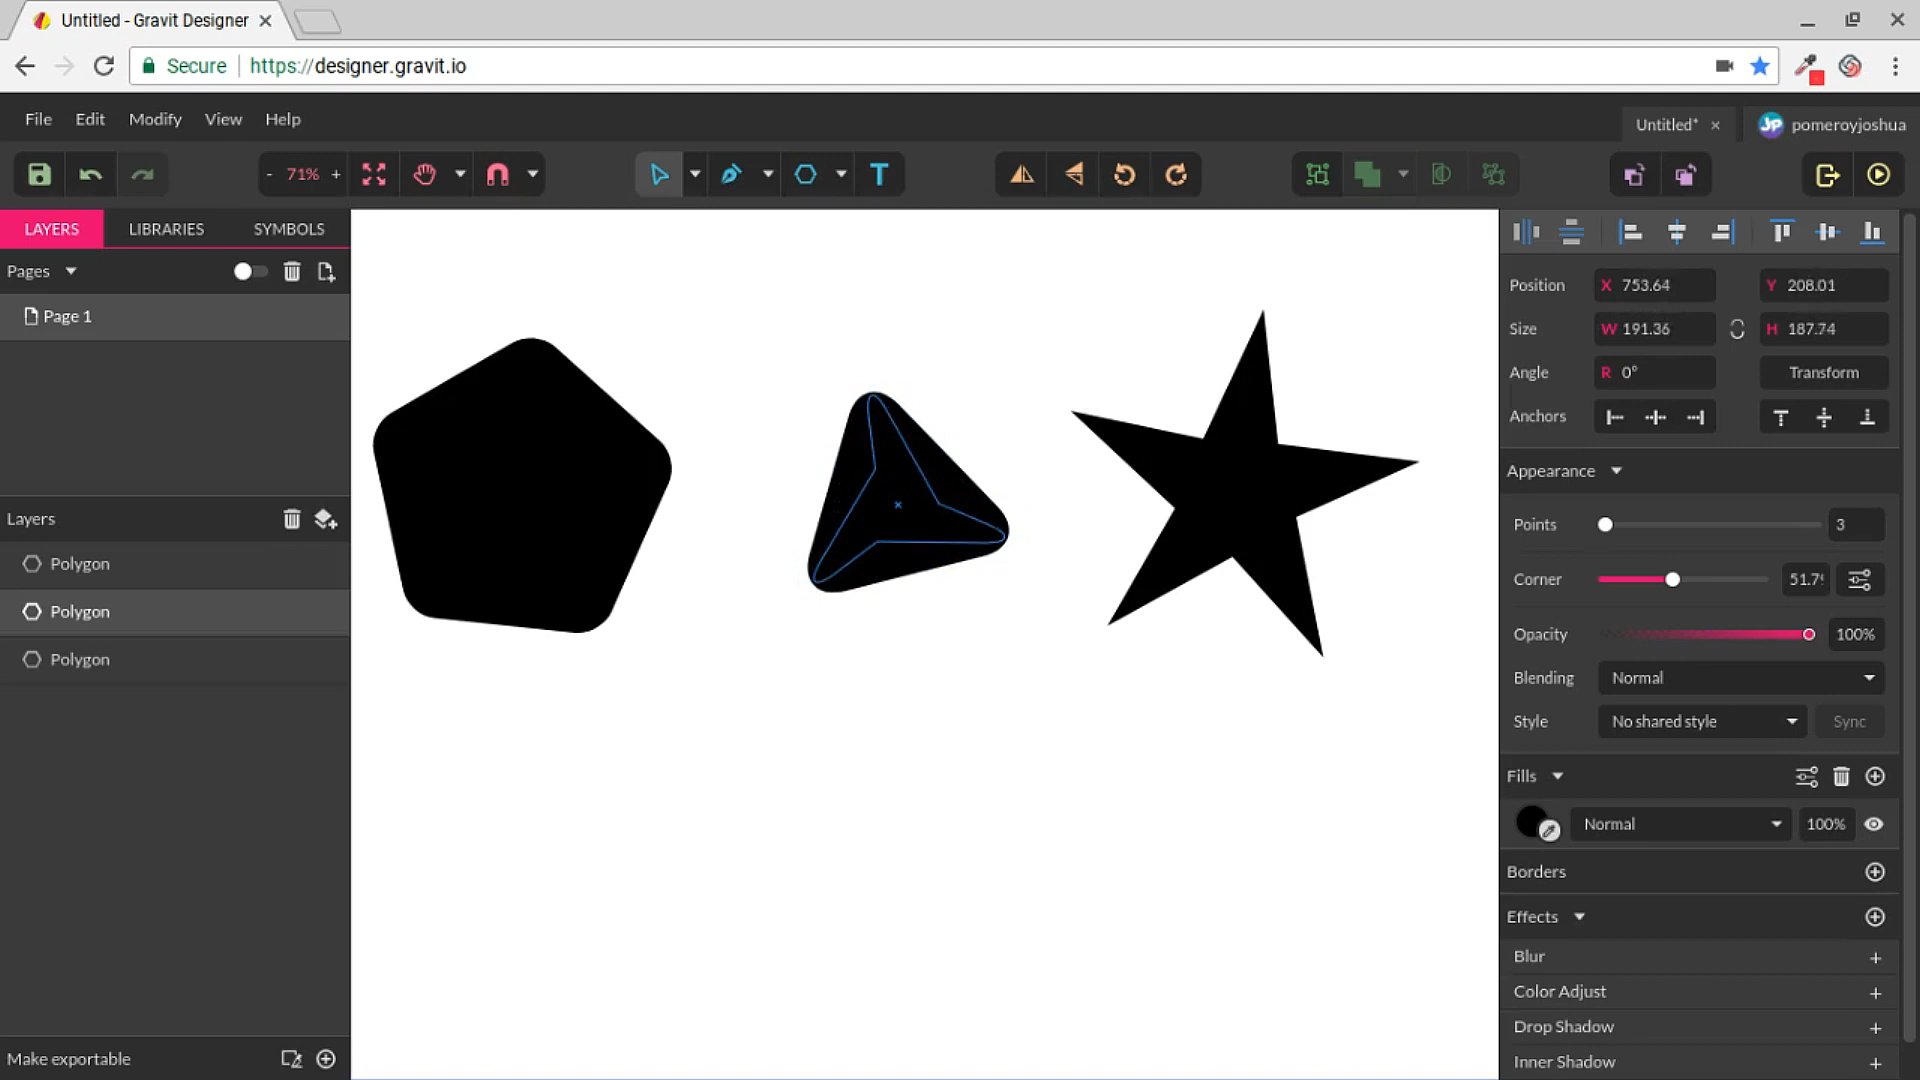 Untitled - Gravit Designer
Secure
https://designer.gravit.io
File Edit Modify View Help
Untitled*
JP pomeroyjoshua
- 71% +
T
LAYERS LIBRARIES SYMBOLS
Pages
Page 1
Layers
Polygon
Polygon
Polygon
Make exportable
Position X 753.64 Y 208.01
Size W 191.36 H 187.74
Angle R 0° Transform
Anchors
Appearance
Points 3
Corner 51.7
Opacity 100%
Blending Normal
Style No shared style Sync
Fills
Normal 100%
Borders
Effects
Blur +
Color Adjust +
Drop Shadow +
Inner Shadow +